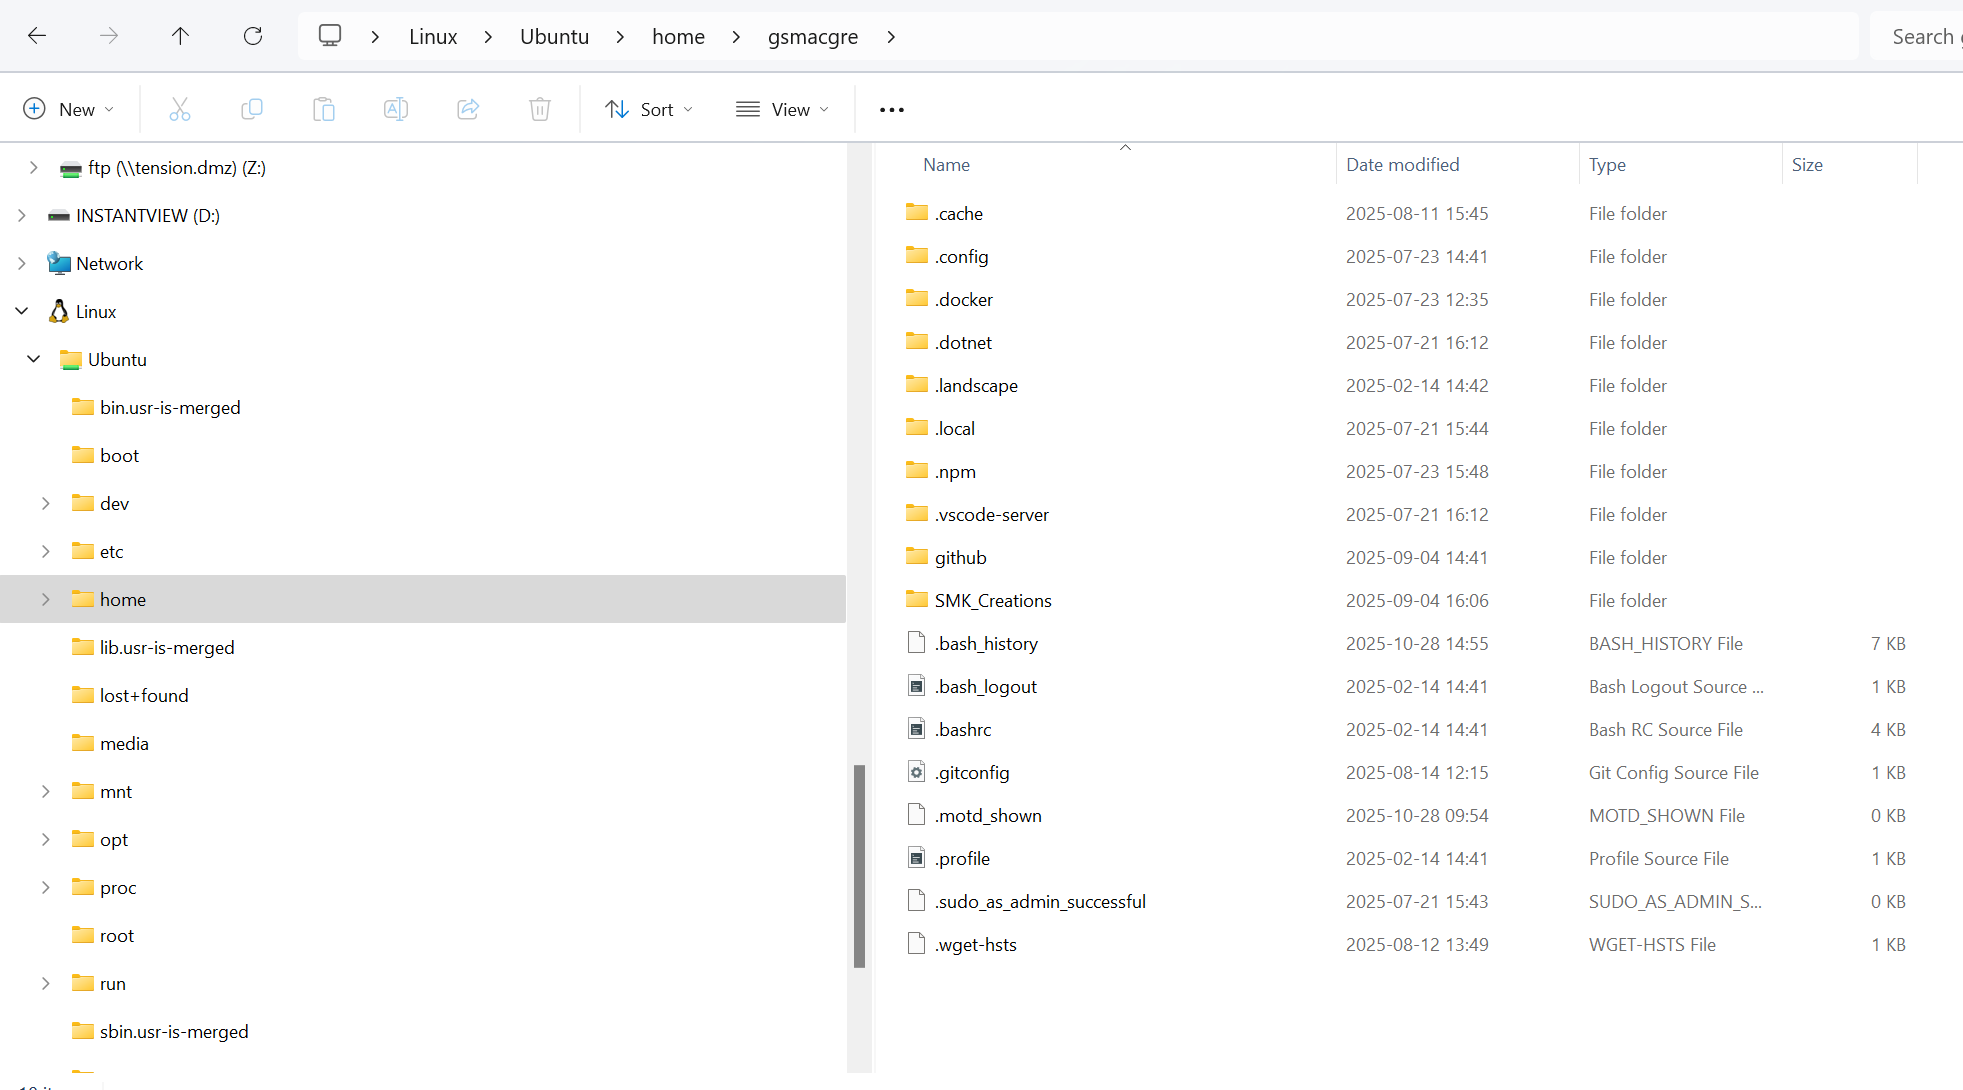 Linux Ubuntu home gsmacgre
Search
New Sort View
ftp (\\tension.dmz) (Z:)
INSTANTVIEW (D:)
Network
Linux
Ubuntu
bin.usr-is-merged
boot
dev
etc
home
lib.usr-is-merged
lost+found
media
mnt
opt
proc
root
run
sbin.usr-is-merged
Name Date modified Type Size
.cache 2025-08-11 15:45 File folder
.config 2025-07-23 14:41 File folder
.docker 2025-07-23 12:35 File folder
.dotnet 2025-07-21 16:12 File folder
.landscape 2025-02-14 14:42 File folder
.local 2025-07-21 15:44 File folder
.npm 2025-07-23 15:48 File folder
.vscode-server 2025-07-21 16:12 File folder
github 2025-09-04 14:41 File folder
SMK_Creations 2025-09-04 16:06 File folder
.bash_history 2025-10-28 14:55 BASH_HISTORY File 7 KB
.bash_logout 2025-02-14 14:41 Bash Logout Source ... 1 KB
.bashrc 2025-02-14 14:41 Bash RC Source File 4 KB
.gitconfig 2025-08-14 12:15 Git Config Source File 1 KB
.motd_shown 2025-10-28 09:54 MOTD_SHOWN File 0 KB
.profile 2025-02-14 14:41 Profile Source File 1 KB
.sudo_as_admin_successful 2025-07-21 15:43 SUDO_AS_ADMIN_S... 0 KB
.wget-hsts 2025-08-12 13:49 WGET-HSTS File 1 KB